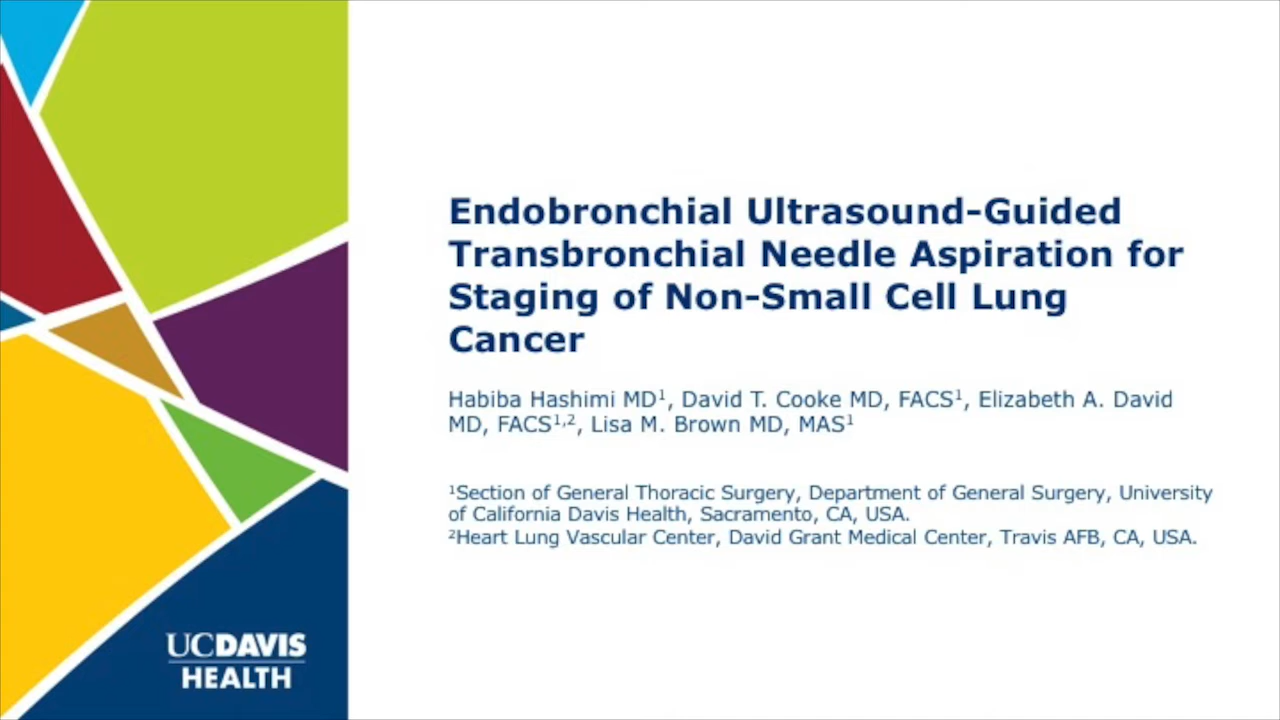 Endobronchial Ultrasound-Guided
Transbronchial Needle Aspiration for
Staging of Non-Small Cell Lung
Cancer
Habiba Hashimi MD¹, David T. Cooke MD, FACS¹, Elizabeth A. David
MD, FACS¹,², Lisa M. Brown MD, MAS¹
¹Section of General Thoracic Surgery, Department of General Surgery, University
of California Davis Health, Sacramento, CA, USA.
²Heart Lung Vascular Center, David Grant Medical Center, Travis AFB, CA, USA.
UCDAVIS
HEALTH